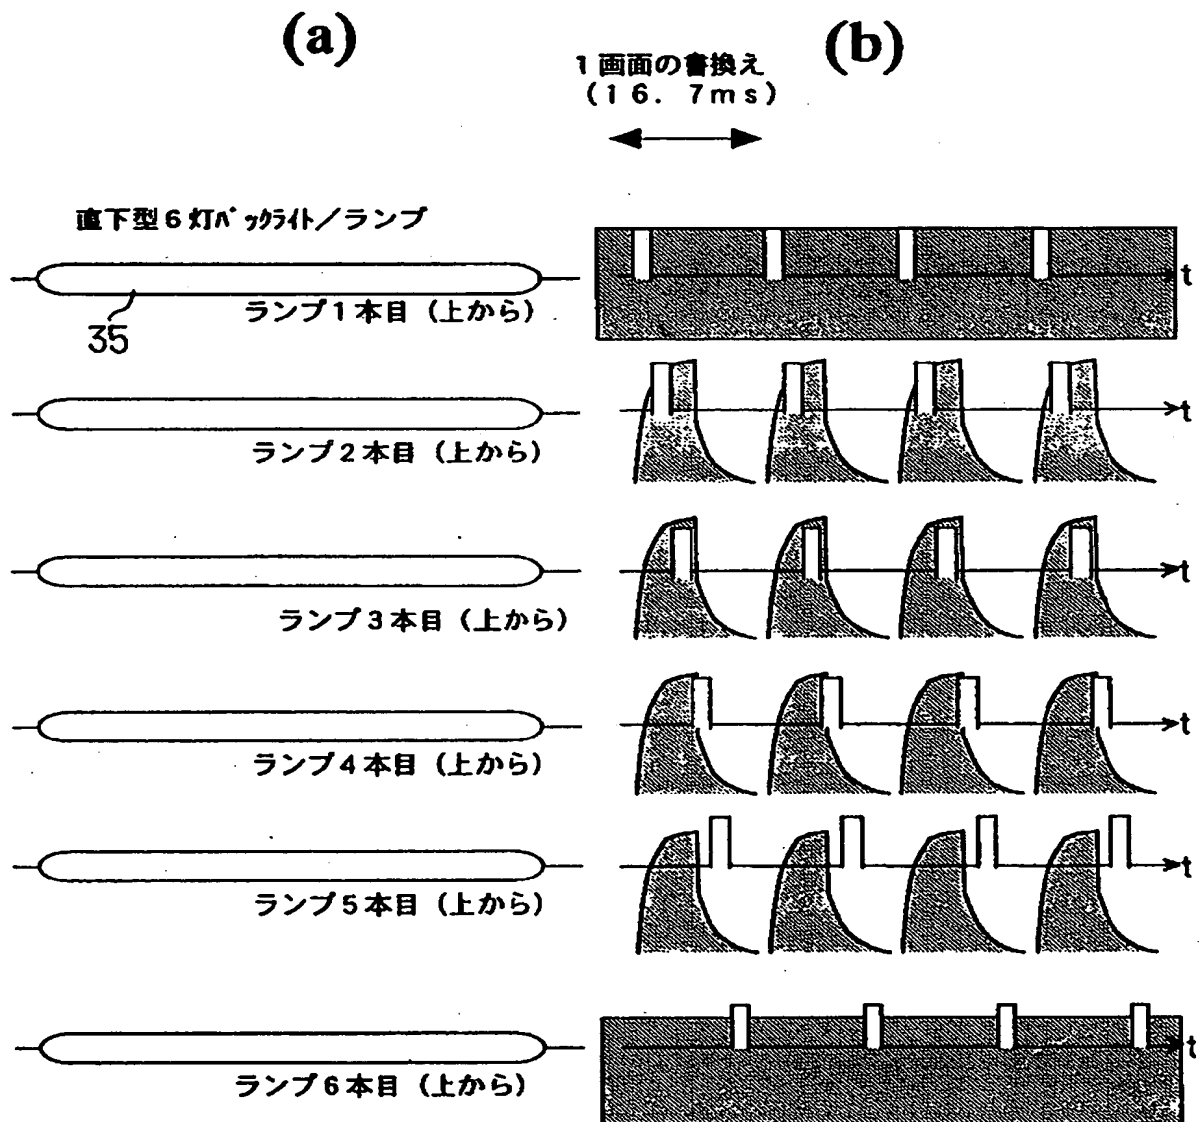 (a)
(b)
1画面の書換え
(16.7ms)
直下型6灯ﾊﾞｯｸﾗｲﾄ/ランプ
35
ランプ1本目(上から)
t
ランプ2本目(上から)
t
ランプ3本目(上から)
t
ランプ4本目(上から)
t
ランプ5本目(上から)
t
ランプ6本目(上から)
t